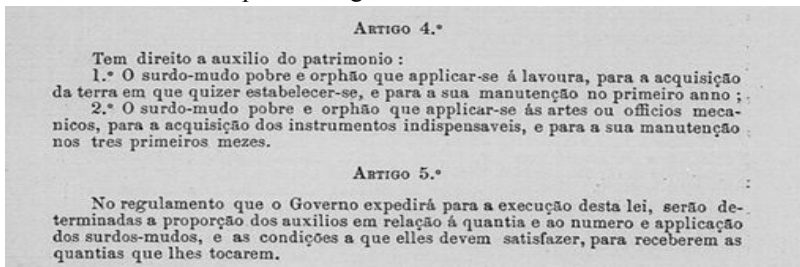 ARTIGO 4.º
Tem direito a auxilio do patrimonio :
1.º O surdo-mudo pobre e orphão que applicar-se á lavoura, para a acquisição
da terra em que quizer estabelecer-se, e para a sua manutenção no primeiro anno ;
2.º O surdo-mudo pobre e orphão que applicar-se ás artes ou officios meca-
nicos, para a acquisição dos instrumentos indispensaveis, e para a sua manutenção
nos tres primeiros mezes.
ARTIGO 5.º
No regulamento que o Governo expedirá para a execução desta lei, serão de-
terminadas a proporção dos auxilios em relação á quantia e ao numero e applicação
dos surdos-mudos, e as condições a que elles devem satisfazer, para receberem as
quantias que lhes tocarem.